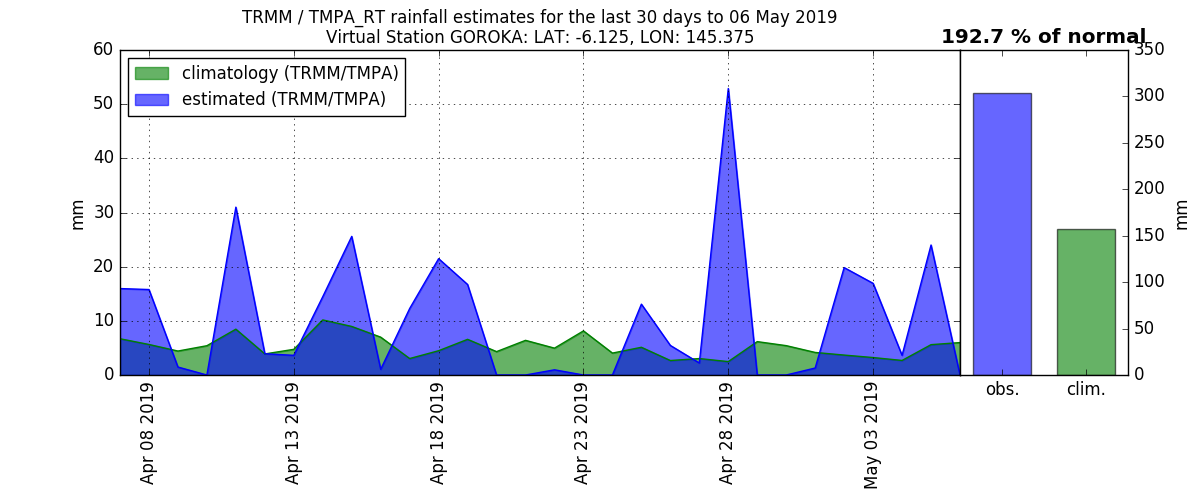 TRMM / TMPA_RT rainfall estimates for the last 30 days to 06 May 2019
Virtual Station GOROKA: LAT: -6.125, LON: 145.375
192.7 % of normal
climatology (TRMM/TMPA)
estimated (TRMM/TMPA)
60
50
40
30
20
10
0
mm
Apr 08 2019
Apr 13 2019
Apr 18 2019
Apr 23 2019
Apr 28 2019
May 03 2019
obs.
clim.
350
300
250
200
150
100
50
0
mm